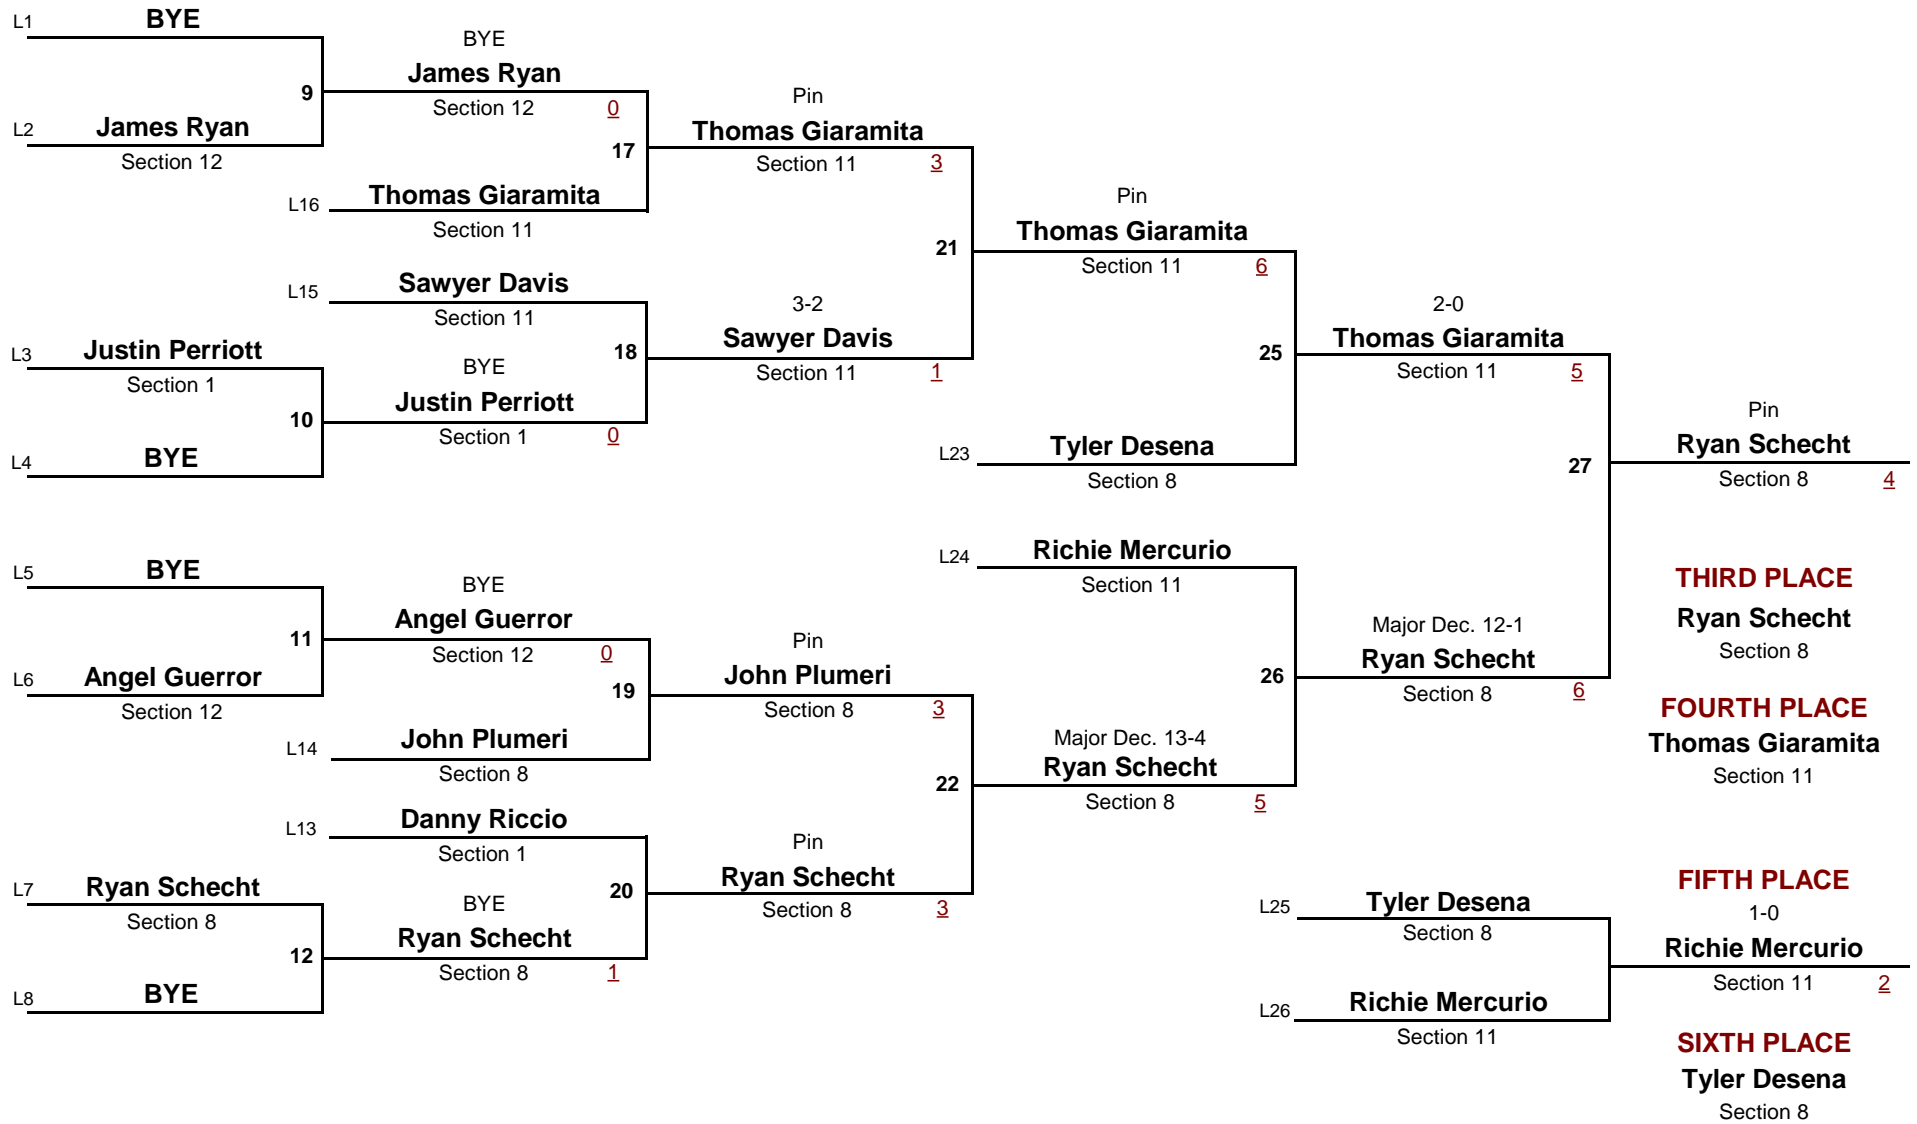 L1
BYE
9
L2
James Ryan
Section 12
BYE
James Ryan
Section 12
0
17
L16
Thomas Giaramita
Section 11
Pin
Thomas Giaramita
Section 11
3
L15
Sawyer Davis
Section 11
L3
Justin Perriott
Section 1
10
L4
BYE
BYE
Justin Perriott
Section 1
0
18
3-2
Sawyer Davis
Section 11
1
21
Pin
Thomas Giaramita
Section 11
6
25
L23
Tyler Desena
Section 8
2-0
Thomas Giaramita
Section 11
5
27
Pin
Ryan Schecht
Section 8
4
L5
BYE
11
L6
Angel Guerror
Section 12
BYE
Angel Guerror
Section 12
0
19
L14
John Plumeri
Section 8
Pin
John Plumeri
Section 8
3
L13
Danny Riccio
Section 1
L7
Ryan Schecht
Section 8
12
L8
BYE
BYE
Ryan Schecht
Section 8
1
20
Pin
Ryan Schecht
Section 8
3
22
L24
Richie Mercurio
Section 11
26
Major Dec. 13-4
Ryan Schecht
Section 8
5
Major Dec. 12-1
Ryan Schecht
Section 8
6
THIRD PLACE
Ryan Schecht
Section 8
FOURTH PLACE
Thomas Giaramita
Section 11
L25
Tyler Desena
Section 8
L26
Richie Mercurio
Section 11
FIFTH PLACE
1-0
Richie Mercurio
Section 11
2
SIXTH PLACE
Tyler Desena
Section 8